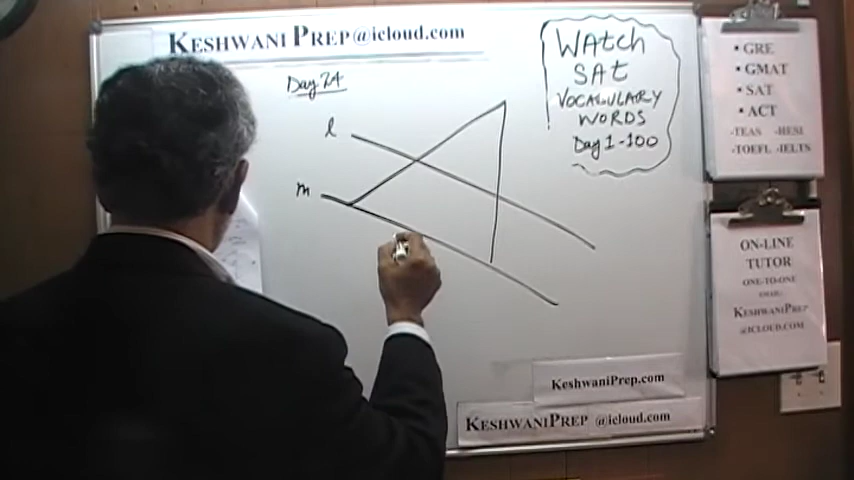 KESHWANI PREP@icloud.com
Day 24
l
m
WAtch
SAt
VOCABULARY
WORDS
Day 1-100
• GRE
• GMAT
• SAT
• ACT
-TEAS -HESI
-TOEFL -IELTS
ON-LINE
TUTOR
ONE-TO-ONE
EMAIL:
KESHWANIPREP
@ICLOUD.COM
KESHWANIPREP.COM
KESHWANIPREP @icloud.com